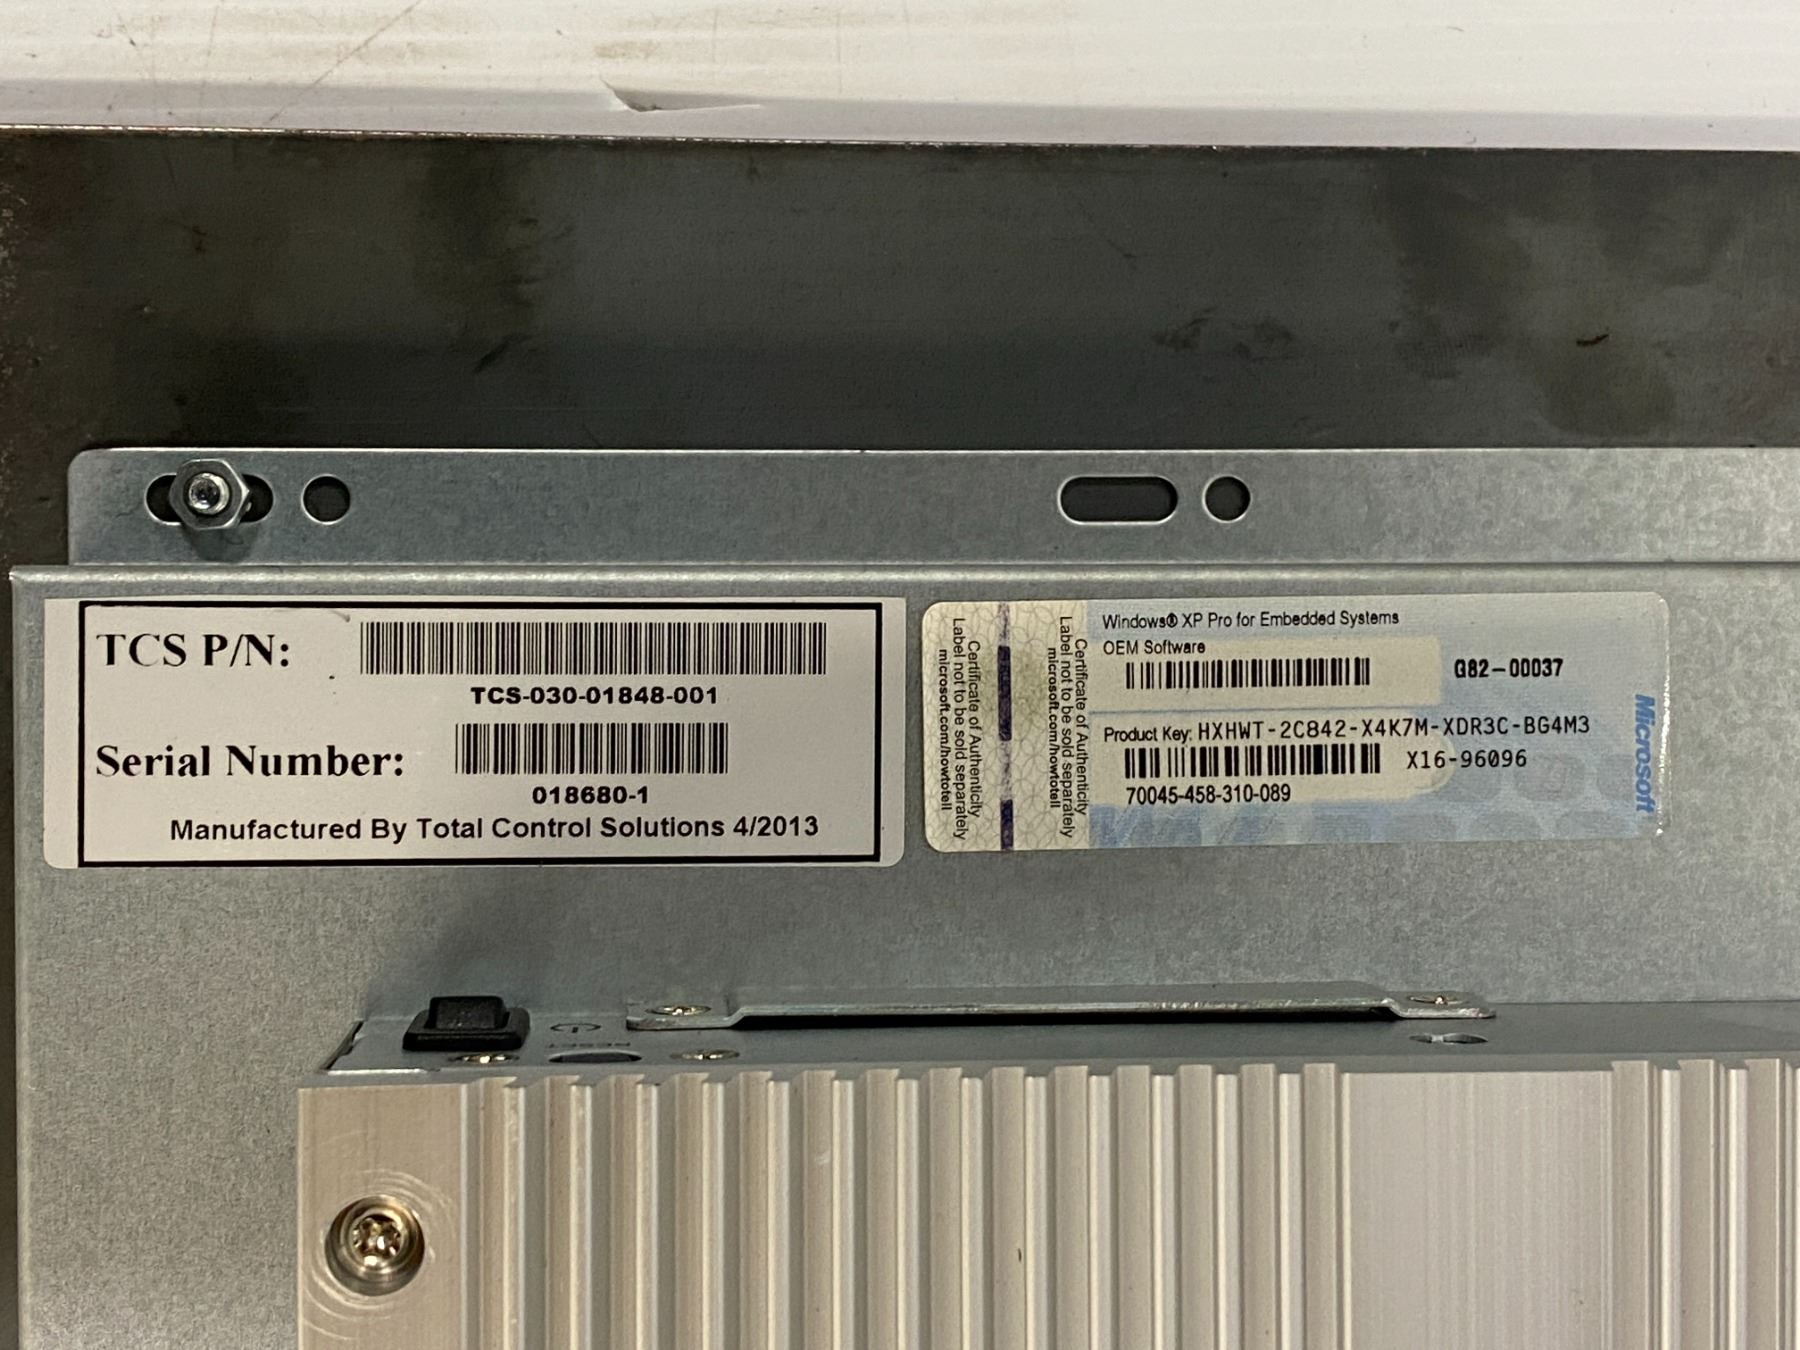 TCS P/N:
TCS-030-01848-001
Serial Number:
018680-1
Manufactured By Total Control Solutions 4/2013
Certificate of Authenticity
Label not to be sold separately
microsoft.com/howtotell
Certificate of Authenticity
Label not to be sold separately
microsoft.com/howtotell
Windows® XP Pro for Embedded Systems
OEM Software
G82-00037
Product Key: HXHWT-2C842-X4K7M-XDR3C-BG4M3
X16-96096
70045-458-310-089
Microsoft
RESET